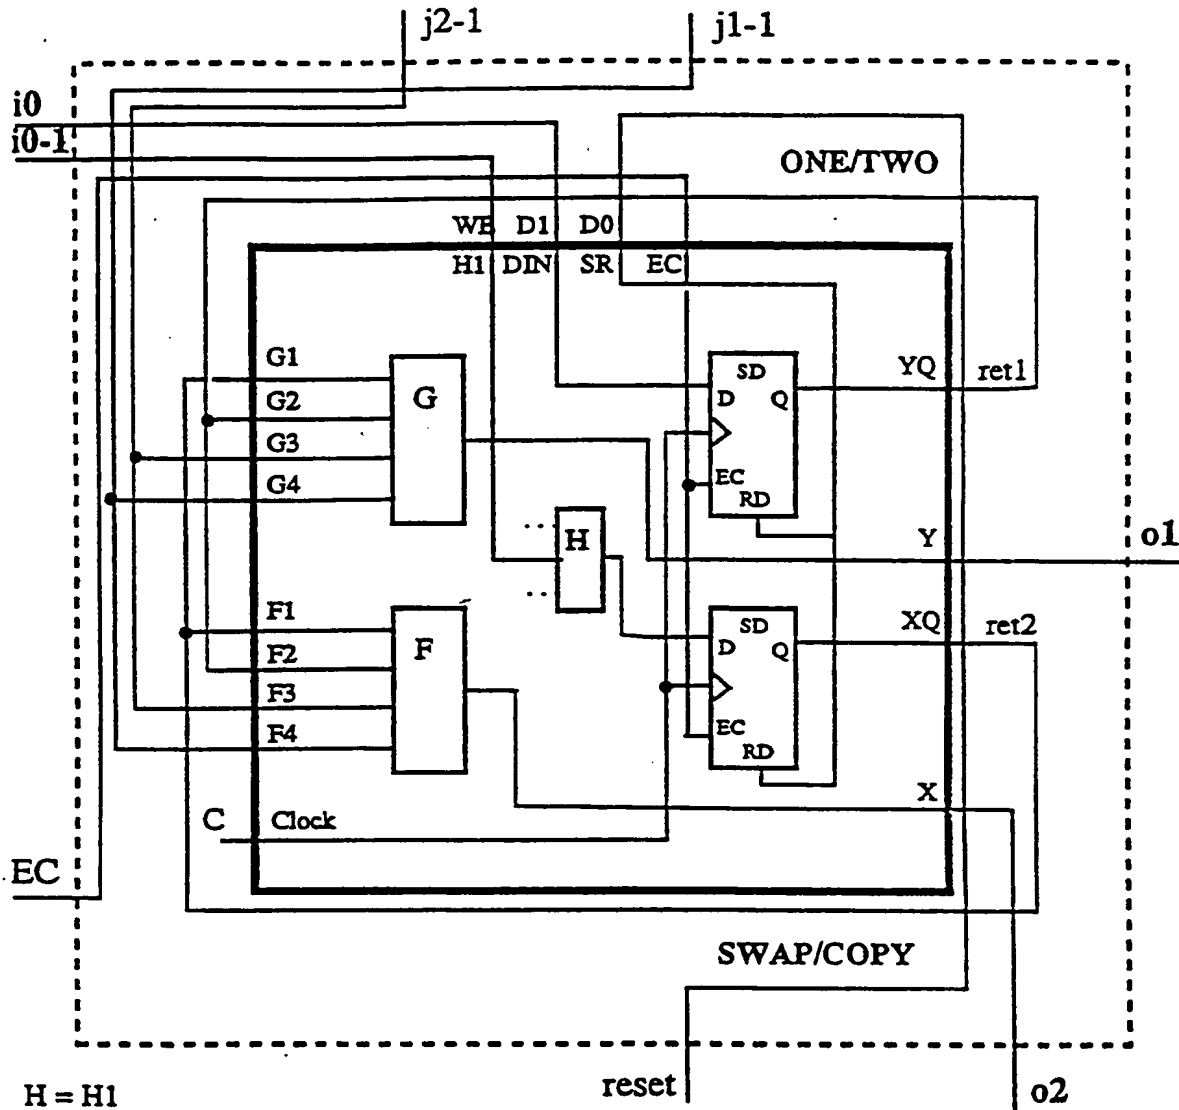 j2-1
j1-1
i0
i0-1
ONE/TWO
WE D1 D0
H1 DIN SR EC
G1
G2
G3
G4
G
SD
D
Q
EC
RD
YQ
ret1
H
Y
o1
F1
F2
F3
F4
F
SD
D
Q
EC
RD
XQ
ret2
X
C
Clock
EC
SWAP/COPY
reset
o2
H = H1